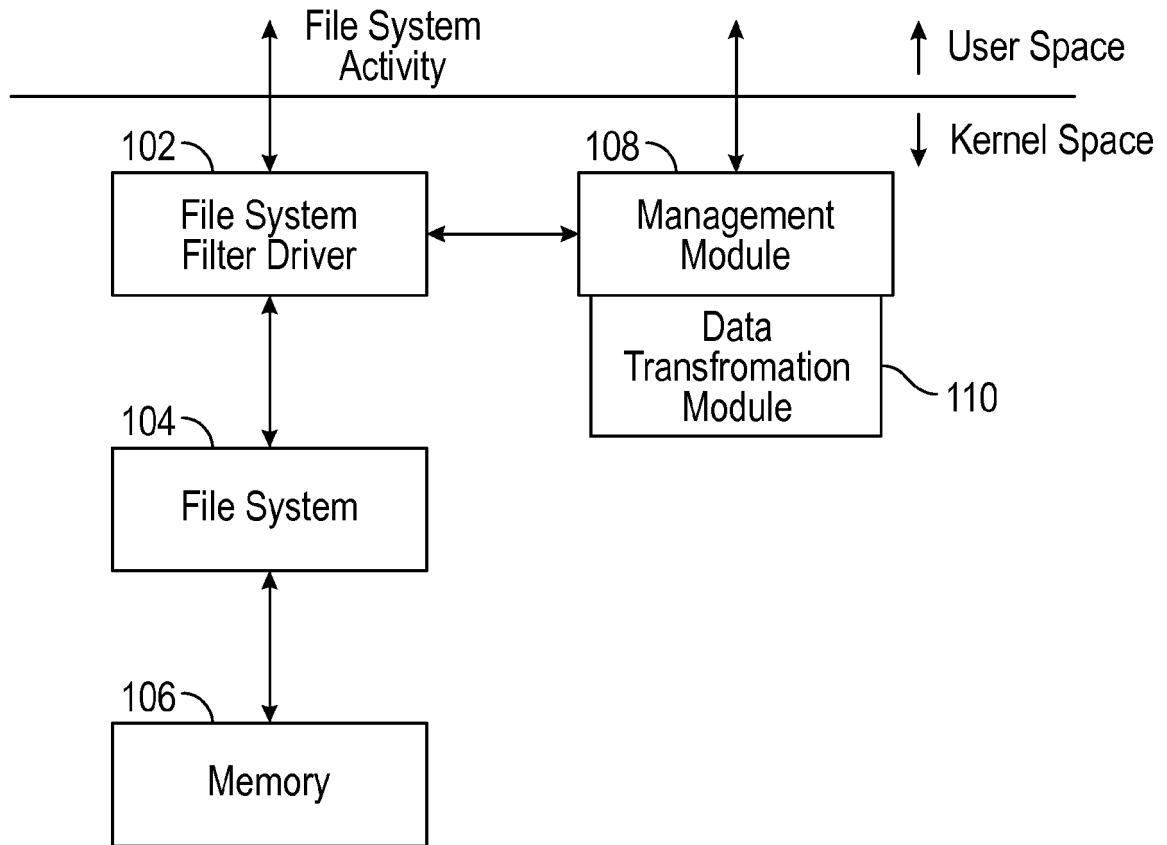 File System
Activity
User Space
Kernel Space
102
File System
Filter Driver
108
Management
Module
Data
Transfromation
Module
110
104
File System
106
Memory